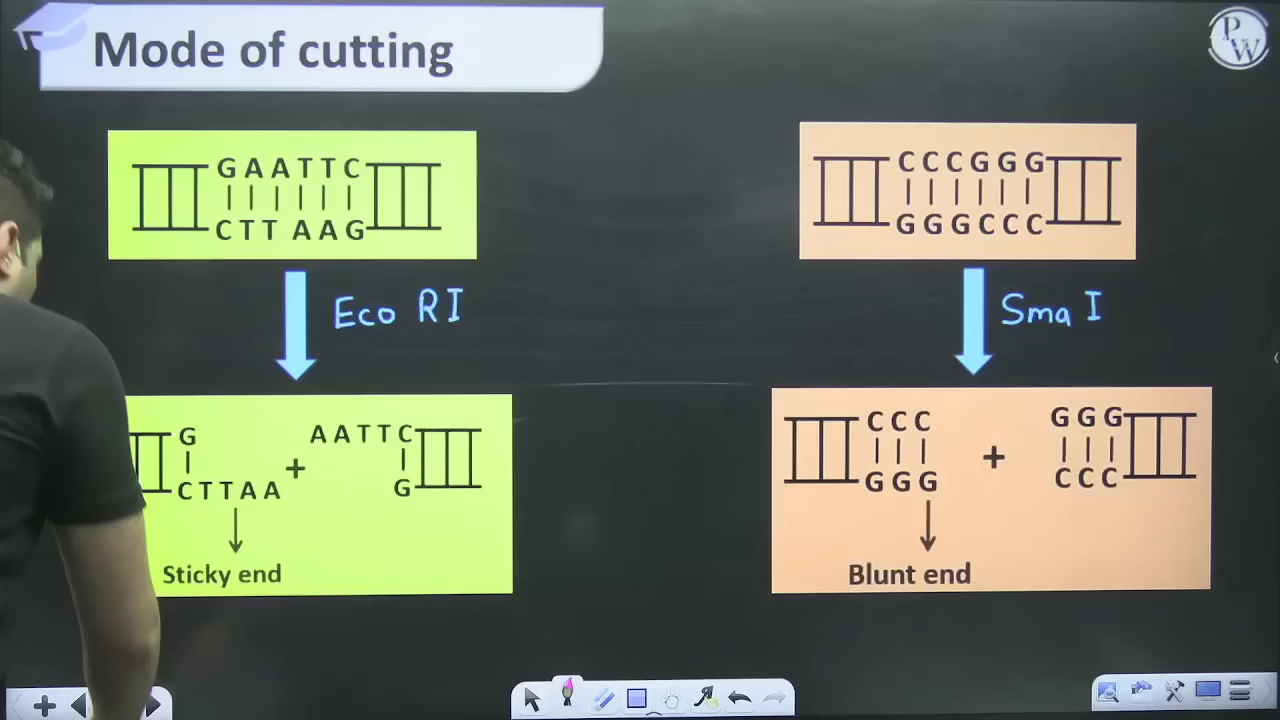 Mode of cutting
P
W
GAATTC
CTTAAG
Eco RI
G
CTTAA
+
AATTC
G
Sticky end
CCCGGG
GGGCCC
Sma I
CCC
GGG
+
GGG
CCC
Blunt end